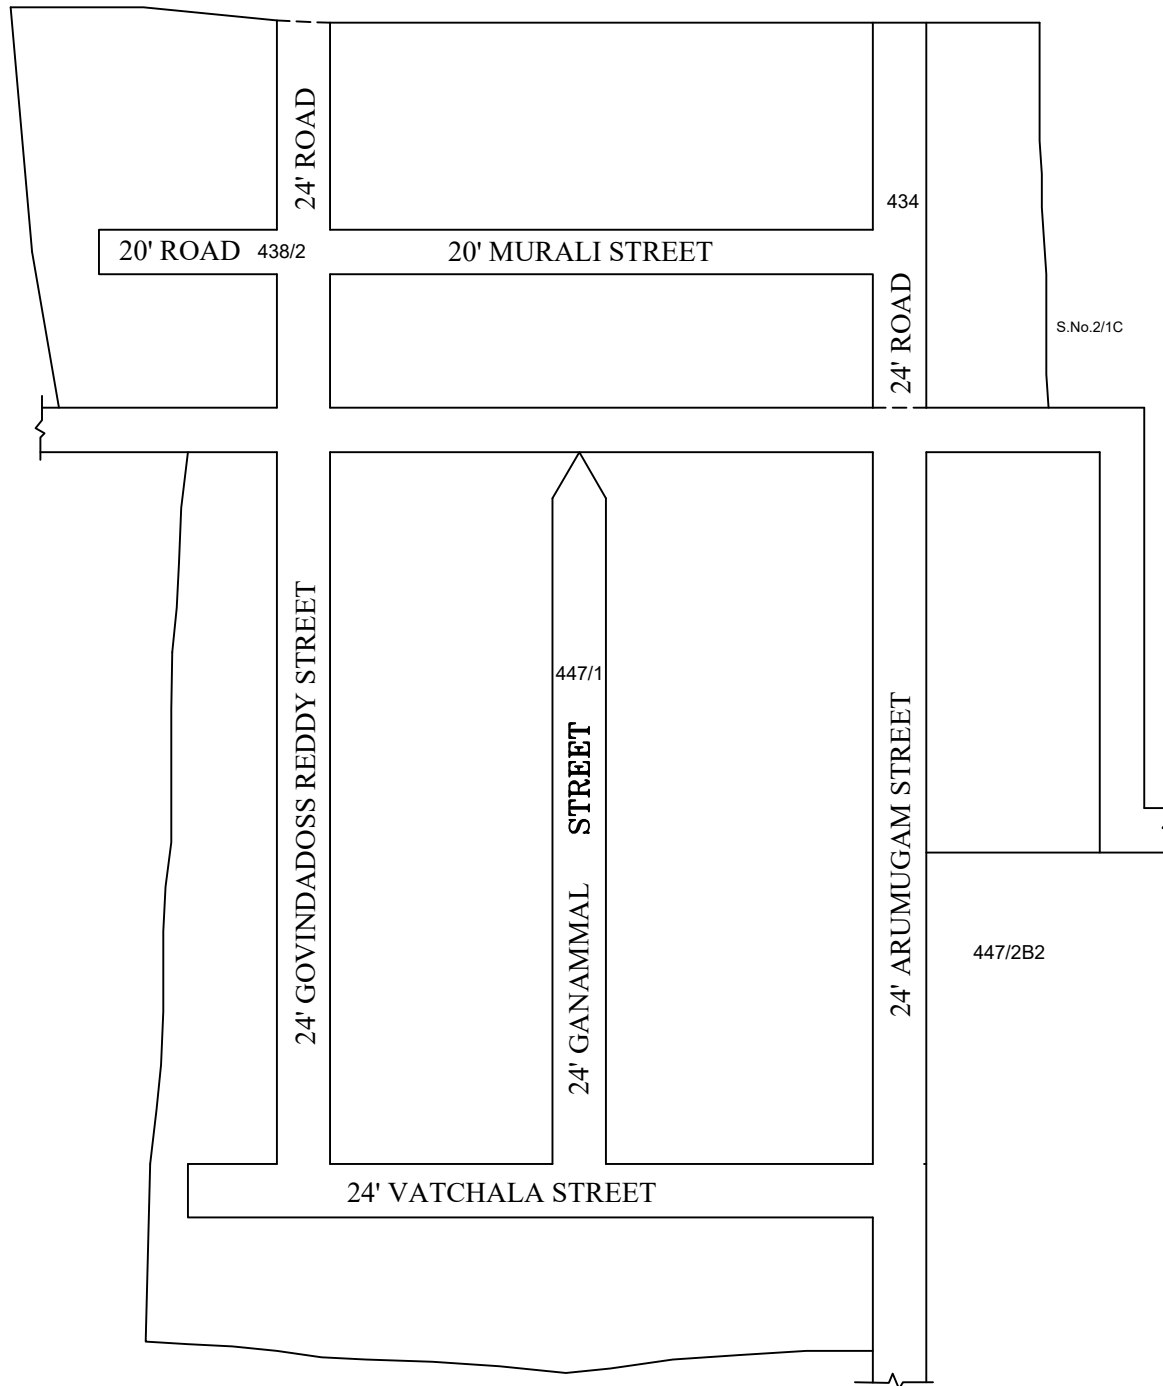 24' ROAD
434
20' ROAD
438/2
20' MURALI STREET
24' ROAD
S.No.2/1C
24' GOVINDADOSS REDDY STREET
447/1
24' GANAMMAL STREET
24' ARUMUGAM STREET
447/2B2
24' VATCHALA STREET